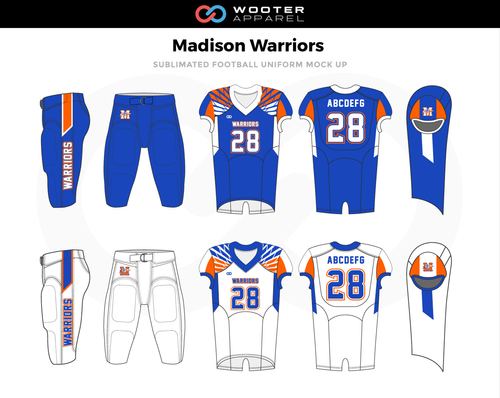 WOOTER
APPAREL
Madison Warriors
SUBLIMATED FOOTBALL UNIFORM MOCK UP
WARRIORS
M
WARRIORS
28
ABCDEFG
28
M
WARRIORS
M
WARRIORS
28
ABCDEFG
28
M